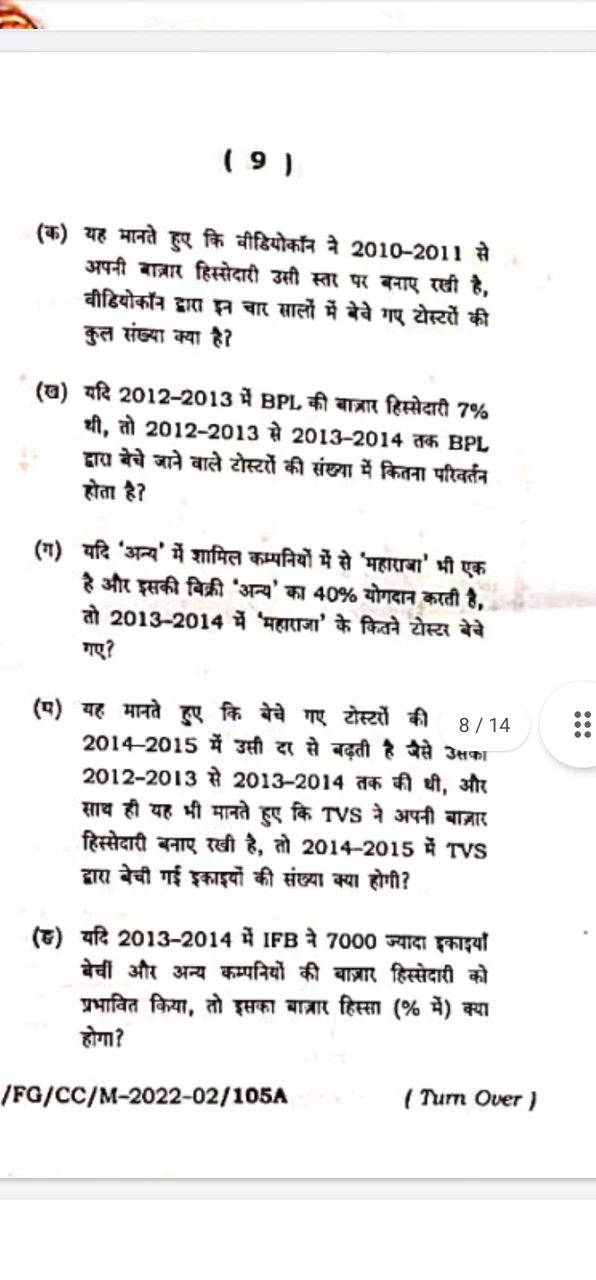 ( 9 )
(क) यह मानते हुए कि वीडियोकॉन ने 2010–2011 से
अपनी बाज़ार हिस्सेदारी उसी स्तर पर बनाए रखी है,
वीडियोकॉन द्वारा इन चार सालों में बेचे गए टोस्टरों की
कुल संख्या क्या है?
(ख) यदि 2012–2013 में BPL की बाज़ार हिस्सेदारी 7%
थी, तो 2012–2013 से 2013–2014 तक BPL
द्वारा बेचे जाने वाले टोस्टरों की संख्या में कितना परिवर्तन
होता है?
(ग) यदि ‘अन्य’ में शामिल कम्पनियों में से ‘महाराजा’ भी एक
है और इसकी बिक्री ‘अन्य’ का 40% योगदान करती है,
तो 2013–2014 में ‘महाराजा’ के कितने टोस्टर बेचे
गए?
(घ) यह मानते हुए कि बेचे गए टोस्टरों की
8 / 14
2014–2015 में उसी दर से बढ़ती है जैसे उसकी
2012–2013 से 2013–2014 तक की थी, और
साथ ही यह भी मानते हुए कि TVS ने अपनी बाज़ार
हिस्सेदारी बनाए रखी है, तो 2014–2015 में TVS
द्वारा बेची गई इकाइयों की संख्या क्या होगी?
(ङ) यदि 2013–2014 में IFB ने 7000 ज्यादा इकाइयाँ
बेचीं और अन्य कम्पनियों की बाज़ार हिस्सेदारी को
प्रभावित किया, तो इसका बाज़ार हिस्सा (% में) क्या
होगा?
/FG/CC/M-2022-02/105A
( Turn Over )